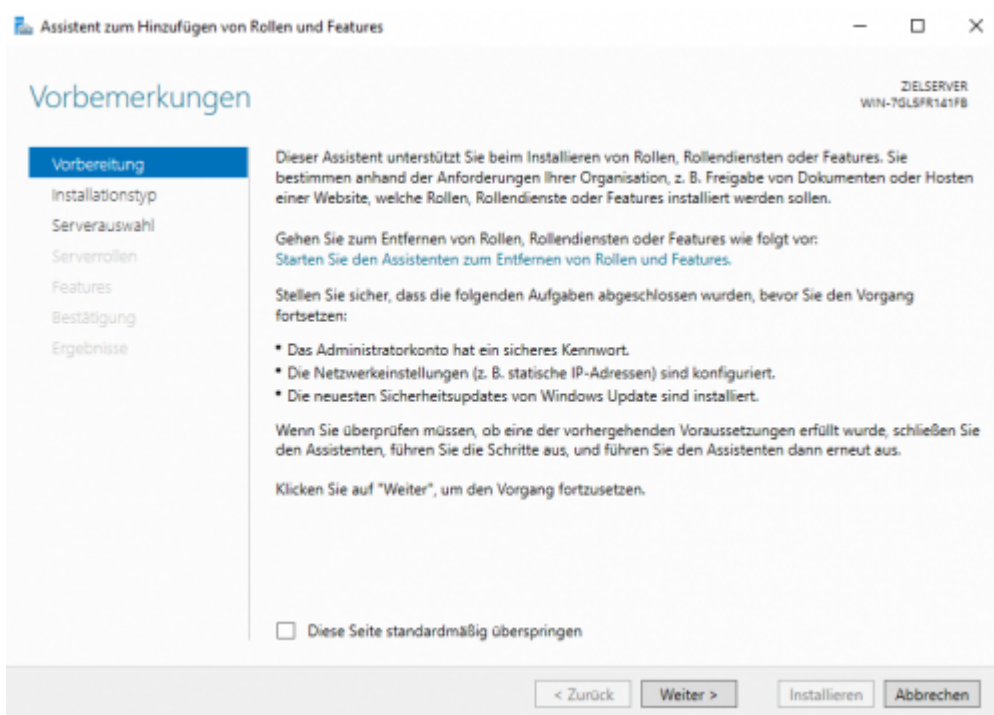 Assistent zum Hinzufügen von Rollen und Features
Vorbemerkungen
ZIELSERVER
WIN-7GLSFR141FB
Vorbereitung
Installationstyp
Serverauswahl
Serverrollen
Features
Bestätigung
Ergebnisse
Dieser Assistent unterstützt Sie beim Installieren von Rollen, Rollendiensten oder Features. Sie
bestimmen anhand der Anforderungen Ihrer Organisation, z. B. Freigabe von Dokumenten oder Hosten
einer Website, welche Rollen, Rollendienste oder Features installiert werden sollen.
Gehen Sie zum Entfernen von Rollen, Rollendiensten oder Features wie folgt vor:
Starten Sie den Assistenten zum Entfernen von Rollen und Features.
Stellen Sie sicher, dass die folgenden Aufgaben abgeschlossen wurden, bevor Sie den Vorgang
fortsetzen:
• Das Administratorkonto hat ein sicheres Kennwort.
• Die Netzwerkeinstellungen (z. B. statische IP-Adressen) sind konfiguriert.
• Die neuesten Sicherheitsupdates von Windows Update sind installiert.
Wenn Sie überprüfen müssen, ob eine der vorhergehenden Voraussetzungen erfüllt wurde, schließen Sie
den Assistenten, führen Sie die Schritte aus, und führen Sie den Assistenten dann erneut aus.
Klicken Sie auf "Weiter", um den Vorgang fortzusetzen.
Diese Seite standardmäßig überspringen
< Zurück
Weiter >
Installieren
Abbrechen